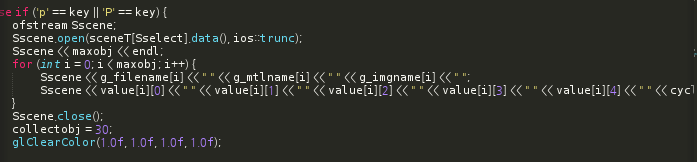 se if ('p' == key || 'P' == key) {
ofstream Sscene;
Sscene.open(sceneT[Sselect].data(), ios::trunc);
Sscene << maxobj << endl;
for (int i = 0; i < maxobj; i++) {
Sscene << g_filename[i] << " " << g_mtlname[i] << " " << g_imgname[i] << " ";
Sscene << value[i][0] << " " << value[i][1] << " " << value[i][2] << " " << value[i][3] << " " << value[i][4] << " " << cycl
}
Sscene.close();
collectobj = 30;
glClearColor(1.0f, 1.0f, 1.0f, 1.0f);